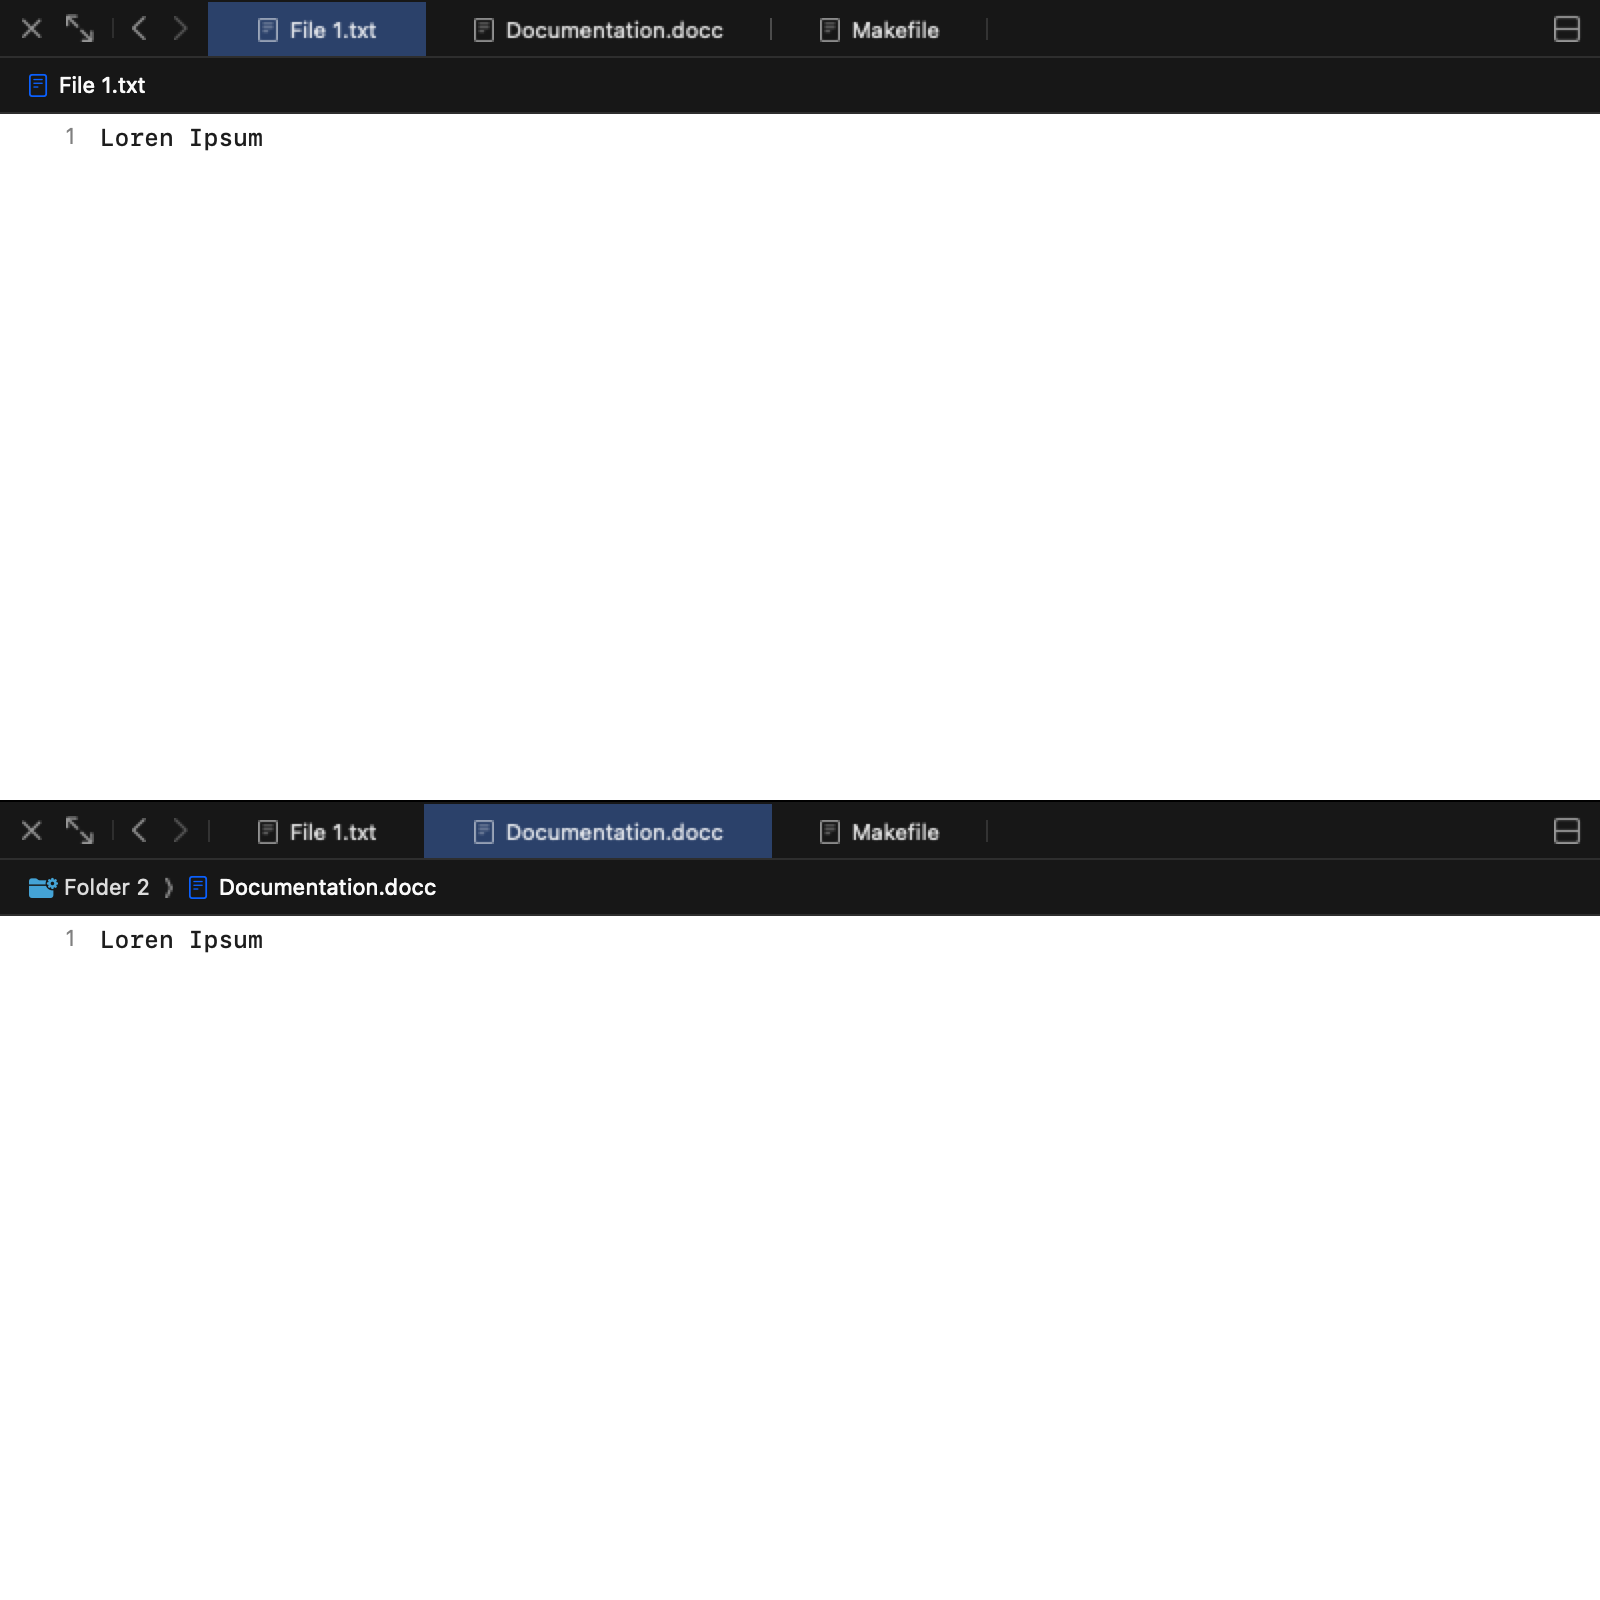 File 1.txt Documentation.docc Makefile
File 1.txt
1 Loren Ipsum
File 1.txt Documentation.docc Makefile
Folder 2 Documentation.docc
1 Loren Ipsum